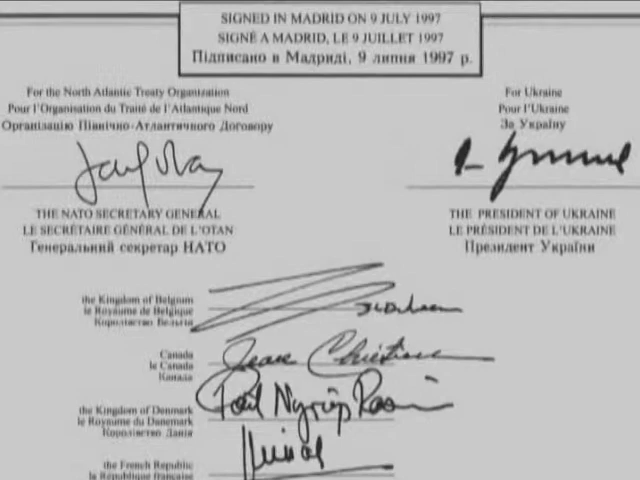 SIGNED IN MADRID ON 9 JULY 1997
SIGNÉ A MADRID, LE 9 JUILLET 1997
Підписано в Мадриді, 9 липня 1997 р.
For the North Atlantic Treaty Organization
Pour l'Organisation du Traité de l'Atlantique Nord
Організацію Північно-Атлантичного Договору
For Ukraine
Pour l'Ukraine
За Україну
THE NATO SECRETARY GENERAL
LE SECRÉTAIRE GÉNÉRAL DE L'OTAN
Генеральний секретар НАТО
THE PRESIDENT OF UKRAINE
LE PRÉSIDENT DE L'UKRAINE
Президент України
the Kingdom of Belgium
le Royaume de Belgique
Королівство Бельгія
Canada
le Canada
Канада
Jean Chrétien
the Kingdom of Denmark
le Royaume du Danemark
Королівство Данія
Poul Nyrup Rasmussen
the French Republic
la République française